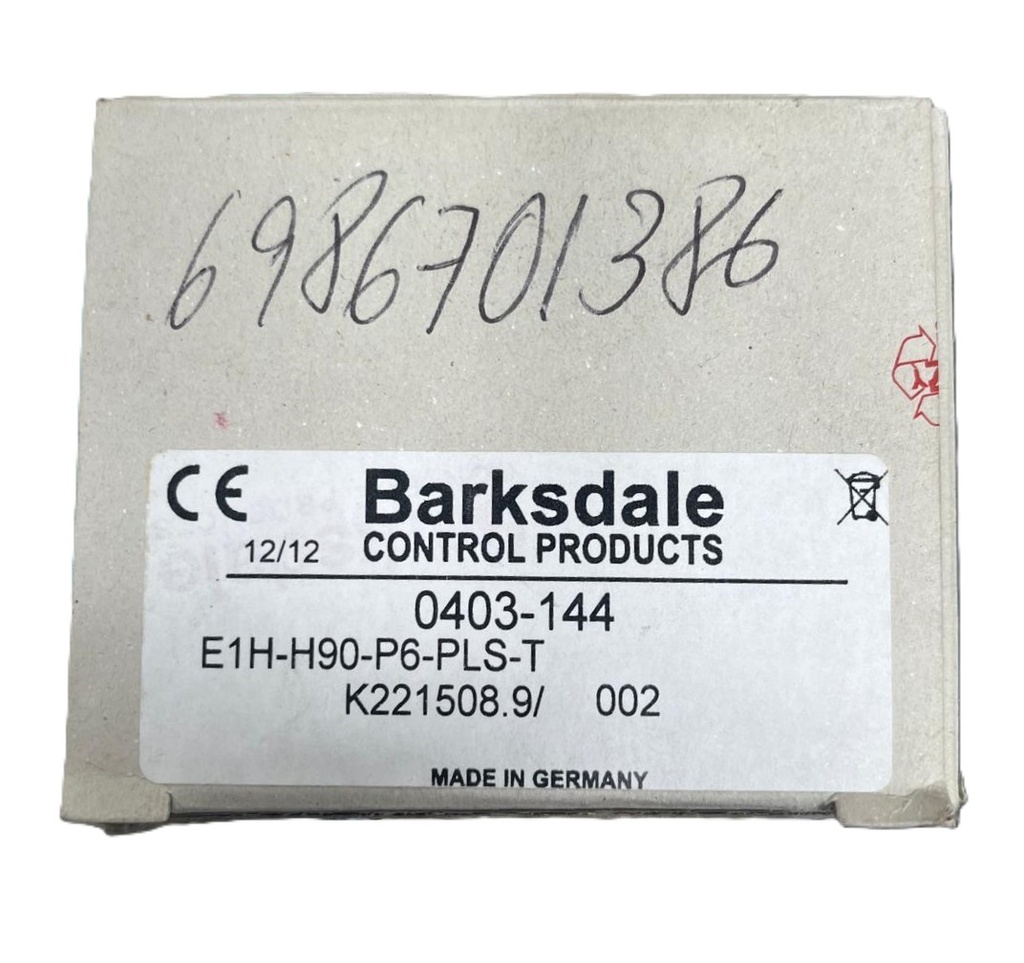 6986701386
CE
Barksdale
12/12
CONTROL PRODUCTS
0403-144
E1H-H90-P6-PLS-T
K221508.9/ 002
MADE IN GERMANY